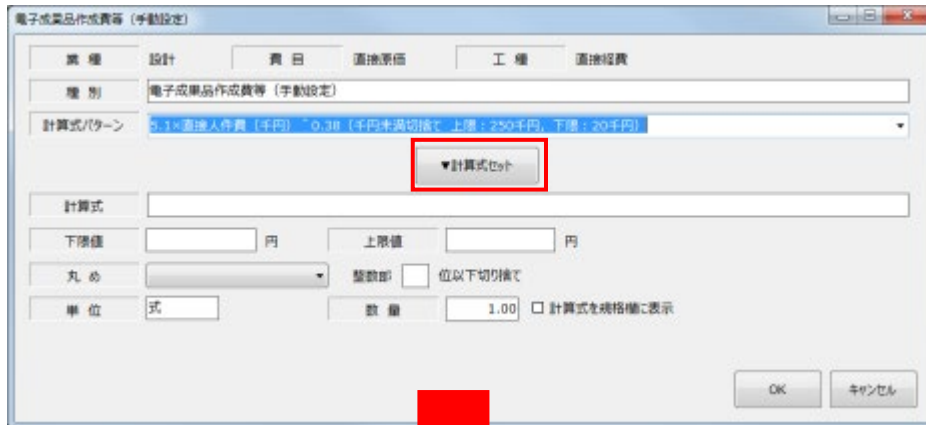 電子成果品作成費等（手動設定）
業 種 設計 費 目 直接原価 工 種 直接経費
種 別 電子成果品作成費等（手動設定）
計算式パターン 5.1×直接人件費（千円）＾0.38（千円未満切捨て 上限：250千円，下限：20千円）
▼計算式セット
計算式
下限値 円 上限値 円
丸 め 整数部 位以下切り捨て
単 位 式 数 量 1.00 計算式を規格欄に表示
OK キャンセル